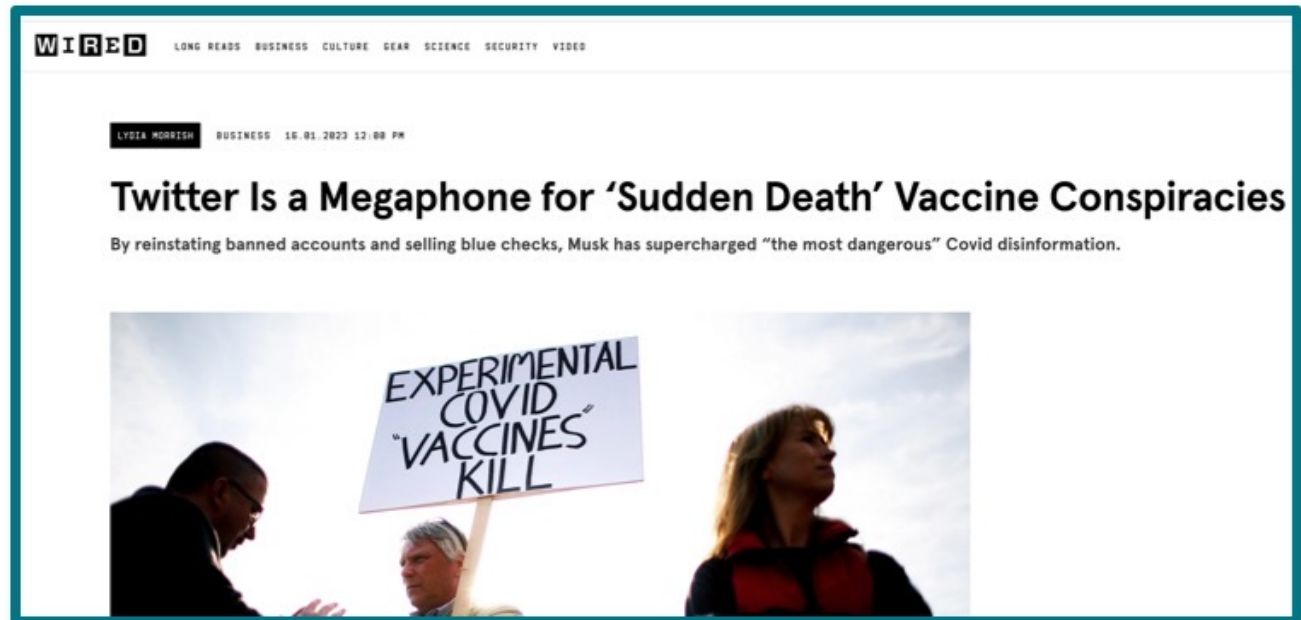 WIRED LONG READS BUSINESS CULTURE GEAR SCIENCE SECURITY VIDEO
LYDIA MORRISH BUSINESS 16.01.2023 12:00 PM
Twitter Is a Megaphone for ‘Sudden Death’ Vaccine Conspiracies
By reinstating banned accounts and selling blue checks, Musk has supercharged “the most dangerous” Covid disinformation.
EXPERIMENTAL
COVID
"VACCINES"
KILL